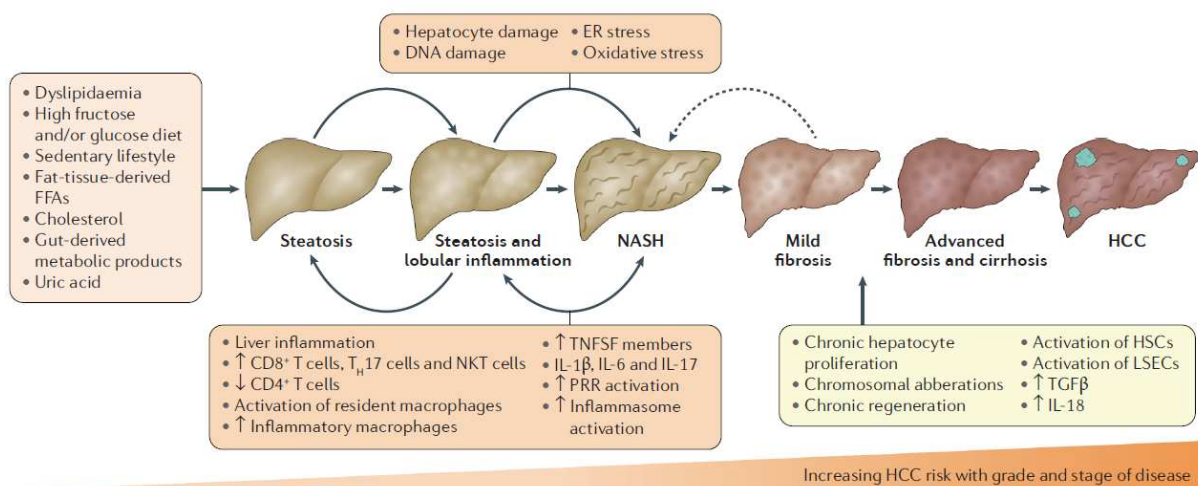 • Hepatocyte damage
• DNA damage
• ER stress
• Oxidative stress
• Dyslipidaemia
• High fructose
and/or glucose diet
• Sedentary lifestyle
• Fat-tissue-derived
FFAs
• Cholesterol
• Gut-derived
metabolic products
• Uric acid
Steatosis
Steatosis and
lobular inflammation
NASH
Mild
fibrosis
Advanced
fibrosis and cirrhosis
HCC
• Liver inflammation
• ↑ CD8⁺ T cells, T_H17 cells and NKT cells
• ↓ CD4⁺ T cells
• Activation of resident macrophages
• ↑ Inflammatory macrophages
• ↑ TNFSF members
• IL-1β, IL-6 and IL-17
• ↑ PRR activation
• ↑ Inflammasome
activation
• Chronic hepatocyte
proliferation
• Chromosomal abberations
• Chronic regeneration
• Activation of HSCs
• Activation of LSECs
• ↑ TGFβ
• ↑ IL-18
Increasing HCC risk with grade and stage of disease